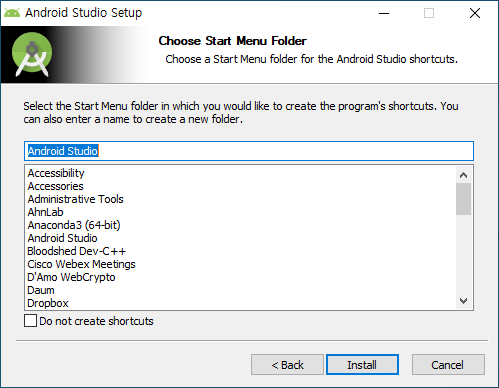 Android Studio Setup
Choose Start Menu Folder
Choose a Start Menu folder for the Android Studio shortcuts.
Select the Start Menu folder in which you would like to create the program's shortcuts. You
can also enter a name to create a new folder.
Android Studio
Accessibility
Accessories
Administrative Tools
AhnLab
Anaconda3 (64-bit)
Android Studio
Bloodshed Dev-C++
Cisco Webex Meetings
D'Amo WebCrypto
Daum
Dropbox
Do not create shortcuts
< Back
Install
Cancel